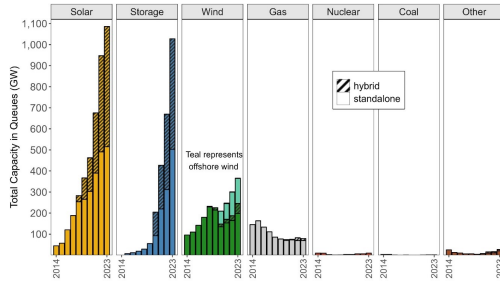 Solar Storage Wind Gas Nuclear Coal Other
Total Capacity in Queues (GW)
1,100
1,000
900
800
700
600
500
400
300
200
100
hybrid
standalone
Teal represents
offshore wind
2014 2023 2014 2023 2014 2023 2014 2023 2014 2023 2014 2023 2014 2023